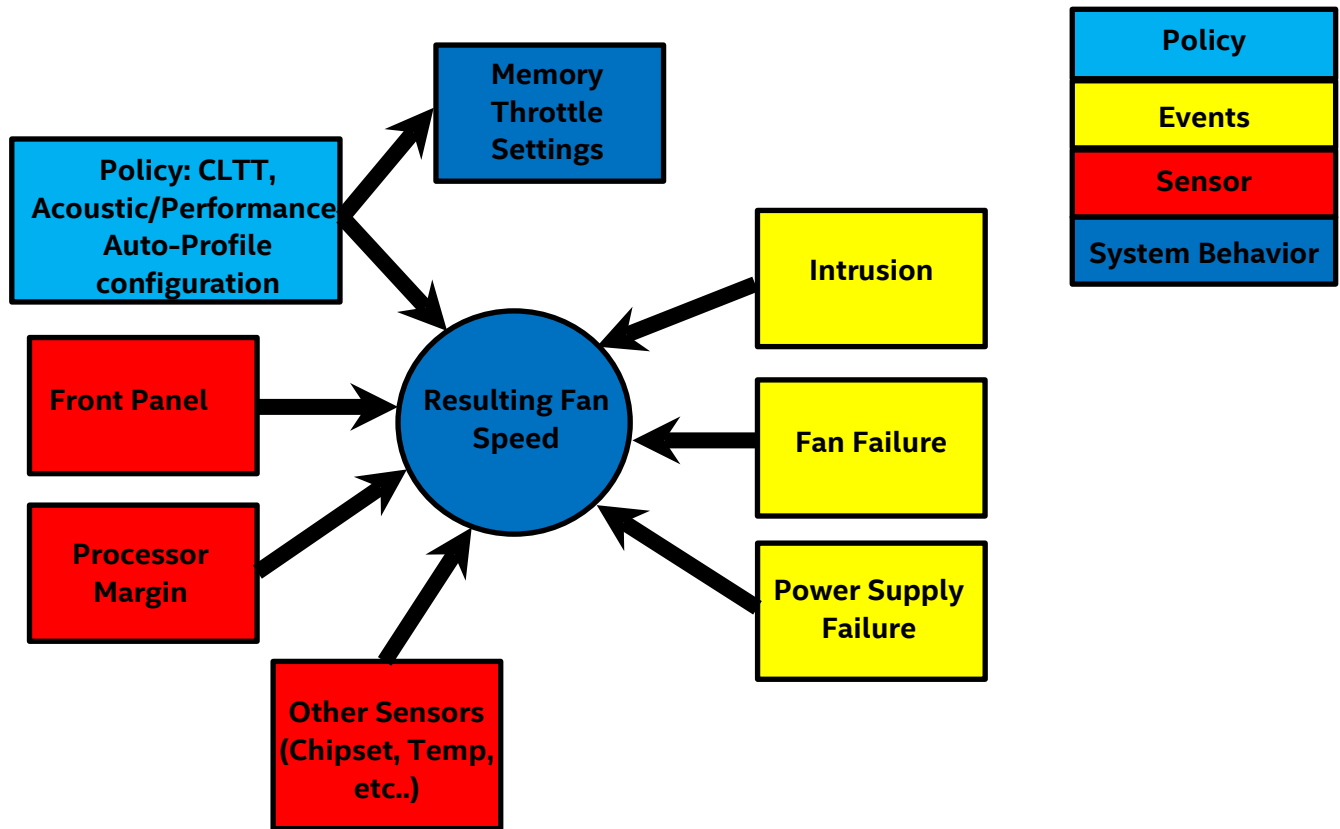 Memory
Throttle
Settings
Policy: CLTT,
Acoustic/Performance
Auto-Profile
configuration
Front Panel
Processor
Margin
Other Sensors
(Chipset, Temp,
etc..)
Resulting Fan
Speed
Intrusion
Fan Failure
Power Supply
Failure
Policy
Events
Sensor
System Behavior